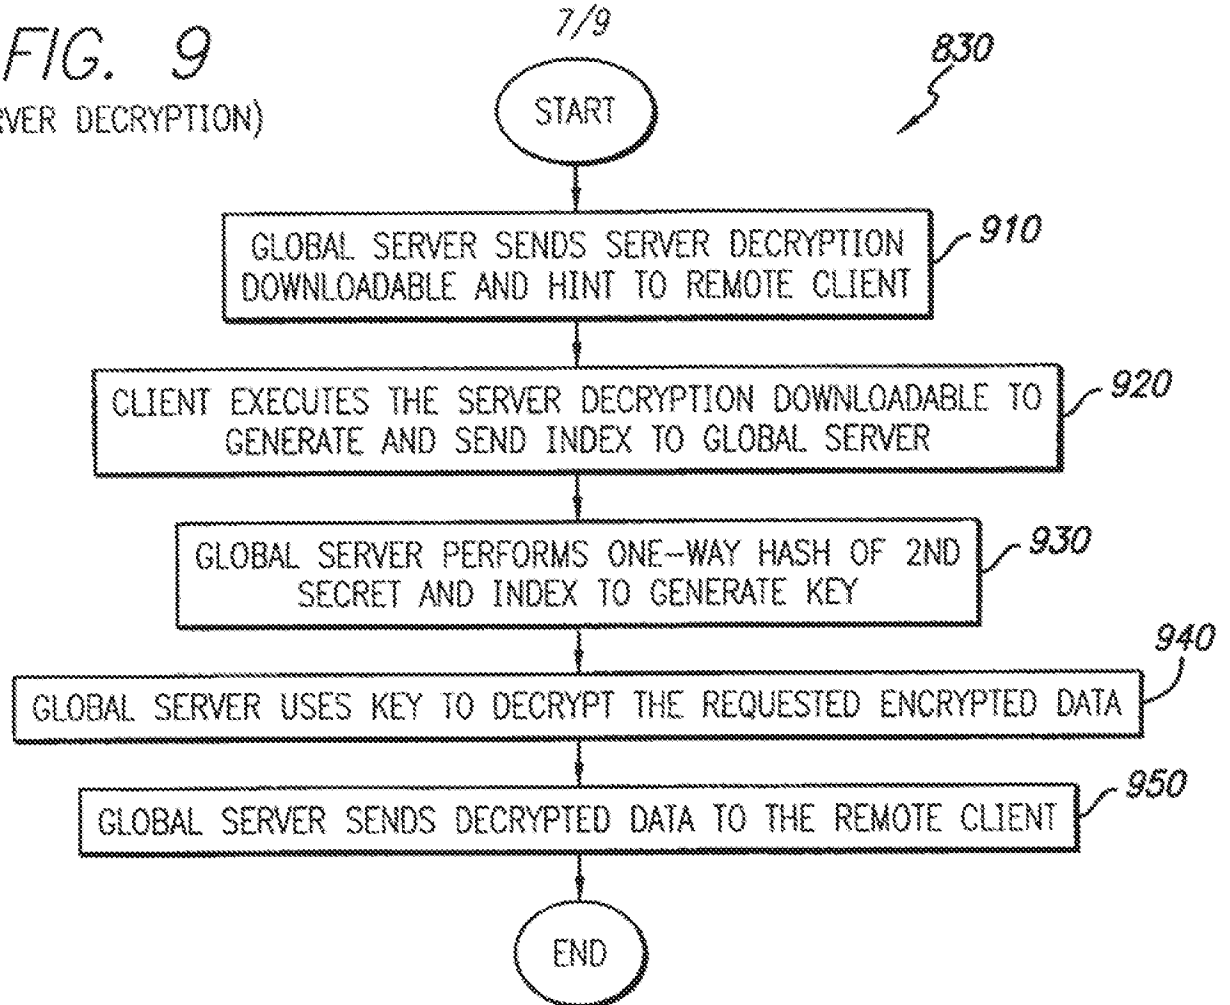 7/9
FIG. 9
RVER DECRYPTION)
830
START
GLOBAL SERVER SENDS SERVER DECRYPTION
DOWNLOADABLE AND HINT TO REMOTE CLIENT
910
CLIENT EXECUTES THE SERVER DECRYPTION DOWNLOADABLE TO
GENERATE AND SEND INDEX TO GLOBAL SERVER
920
GLOBAL SERVER PERFORMS ONE-WAY HASH OF 2ND
SECRET AND INDEX TO GENERATE KEY
930
GLOBAL SERVER USES KEY TO DECRYPT THE REQUESTED ENCRYPTED DATA
940
GLOBAL SERVER SENDS DECRYPTED DATA TO THE REMOTE CLIENT
950
END